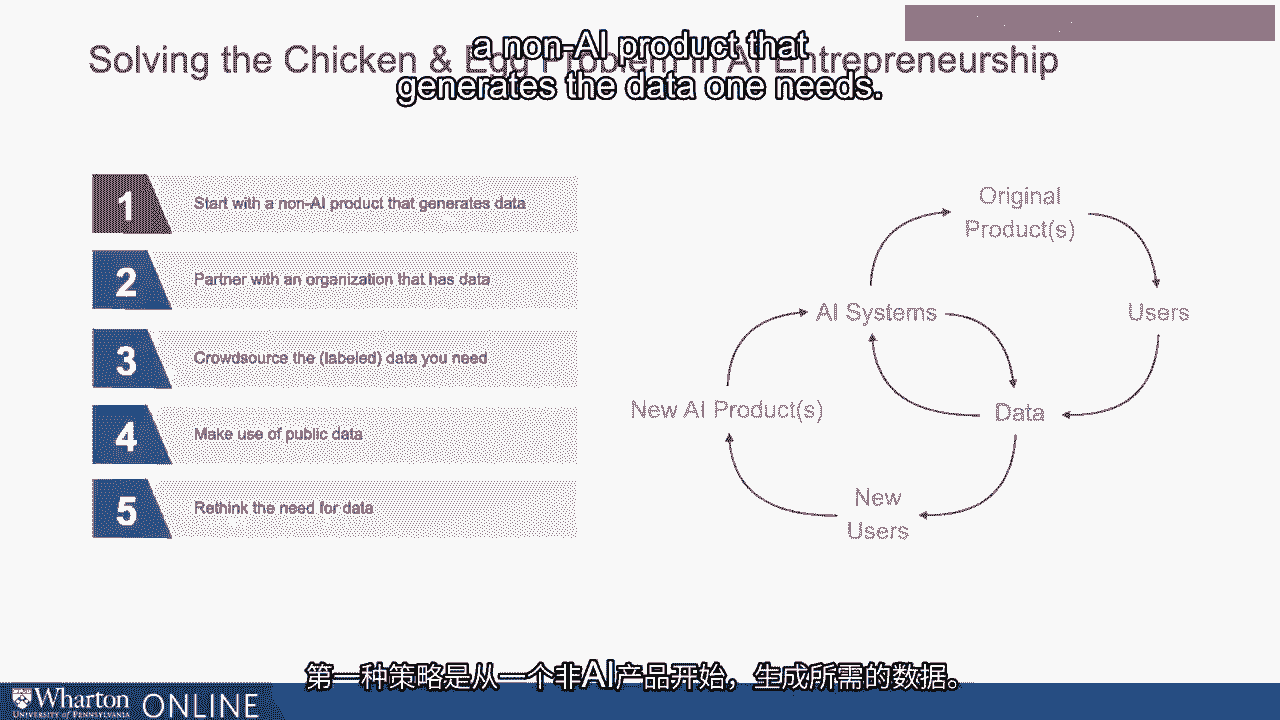 a non-AI product that
generates the data one needs.
Solving the Chicken & Egg Problem in AI Entrepreneurship
1
Start with a non-AI product that generates data
2
Partner with an organization that has data
3
Crowdsource the (labeled) data you need
4
Make use of public data
5
Rethink the need for data
Original
Product(s)
AI Systems
Users
New AI Product(s)
Data
New
Users
第一种策略是从一个非AI产品开始，生成所需的数据。
Wharton
UNIVERSITY of PENNSYLVANIA
ONLINE